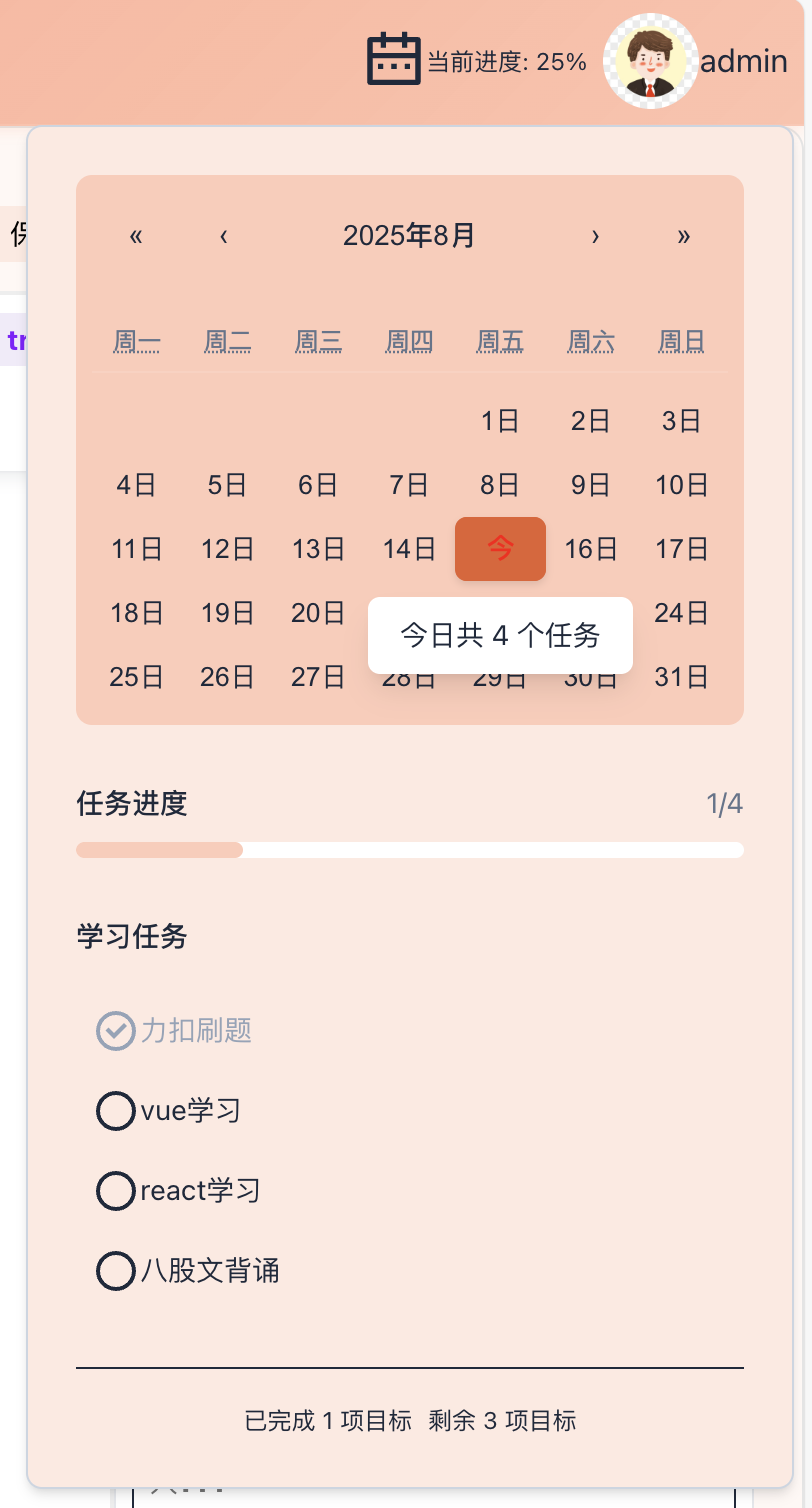 当前进度: 25% admin
« ‹ 2025年8月 › »
保
tr
周一 周二 周三 周四 周五 周六 周日
1日 2日 3日
4日 5日 6日 7日 8日 9日 10日
11日 12日 13日 14日 今 16日 17日
18日 19日 20日 24日
今日共 4 个任务
25日 26日 27日 28日 29日 30日 31日
任务进度 1/4
学习任务
力扣刷题
vue学习
react学习
八股文背诵
已完成 1 项目标 剩余 3 项目标